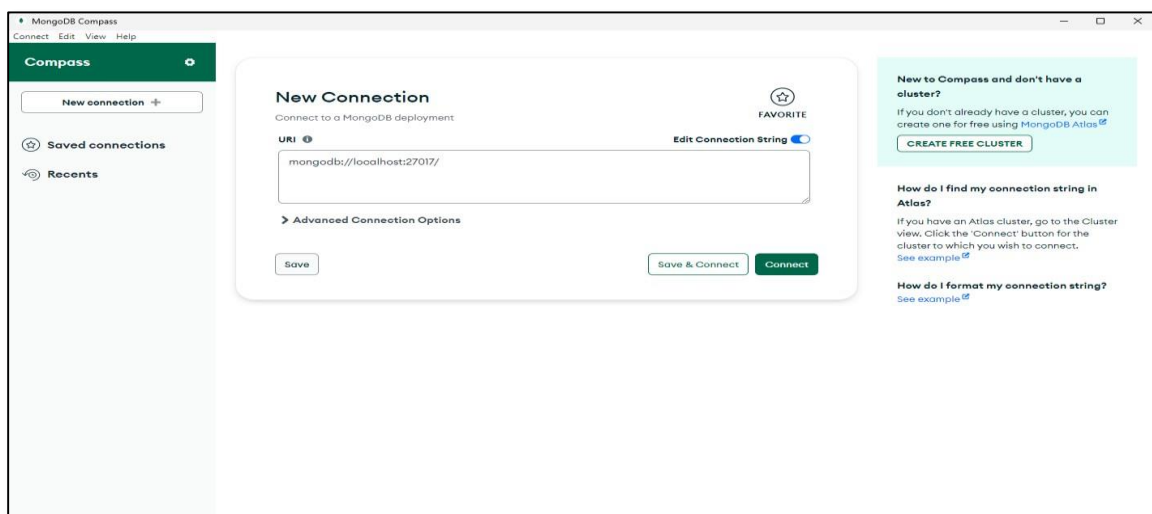 MongoDB Compass
Connect Edit View Help
Compass
New connection +
Saved connections
Recents
New Connection
Connect to a MongoDB deployment
FAVORITE
URI
Edit Connection String
mongodb://localhost:27017/
Advanced Connection Options
Save
Save & Connect
Connect
New to Compass and don't have a
cluster?
If you don't already have a cluster, you can
create one for free using MongoDB Atlas
CREATE FREE CLUSTER
How do I find my connection string in
Atlas?
If you have an Atlas cluster, go to the Cluster
view. Click the 'Connect' button for the
cluster to which you wish to connect.
See example
How do I format my connection string?
See example